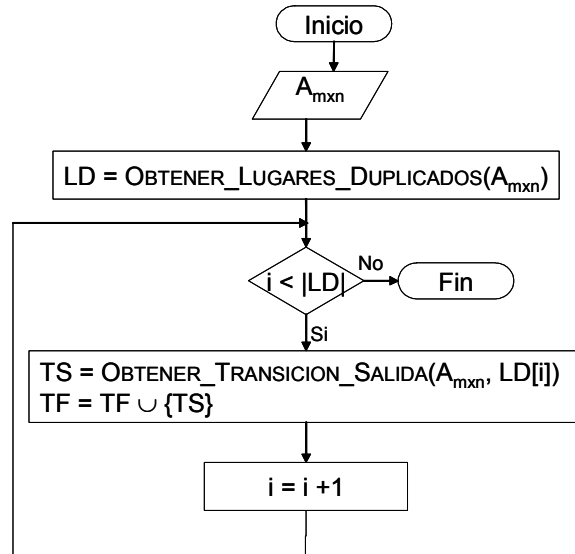 Inicio
Amxn
LD = OBTENER_LUGARES_DUPLICADOS(Amxn)
i < |LD|
No
Fin
Si
TS = OBTENER_TRANSICION_SALIDA(Amxn, LD[i])
TF = TF ∪ {TS}
i = i +1